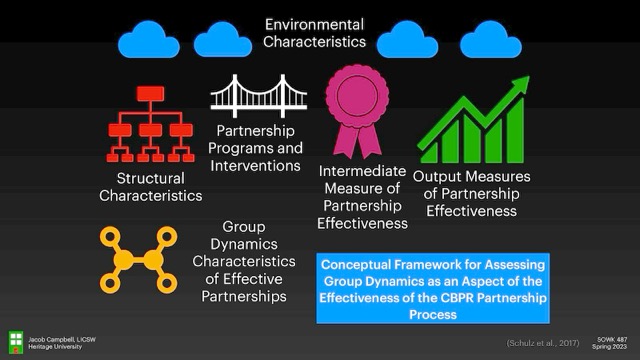 Environmental
Characteristics
Partnership
Programs and
Interventions
Structural
Characteristics
Intermediate
Measure of
Partnership
Effectiveness
Output Measures
of Partnership
Effectiveness
Group
Dynamics
Characteristics
of Effective
Partnerships
Conceptual Framework for Assessing
Group Dynamics as an Aspect of the
Effectiveness of the CBPR Partnership
Process
(Schulz et al., 2017)
Jacob Campbell, LICSW
Heritage University
SOWK 487
Spring 2023